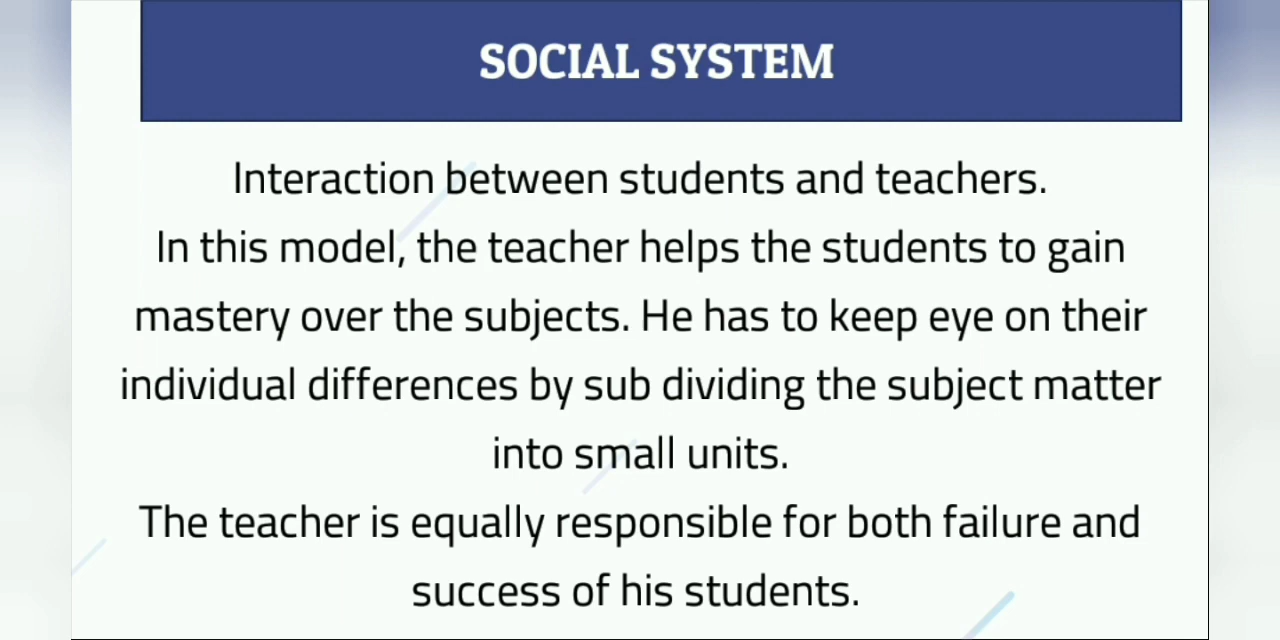 SOCIAL SYSTEM
Interaction between students and teachers.
In this model, the teacher helps the students to gain
mastery over the subjects. He has to keep eye on their
individual differences by sub dividing the subject matter
into small units.
The teacher is equally responsible for both failure and
success of his students.